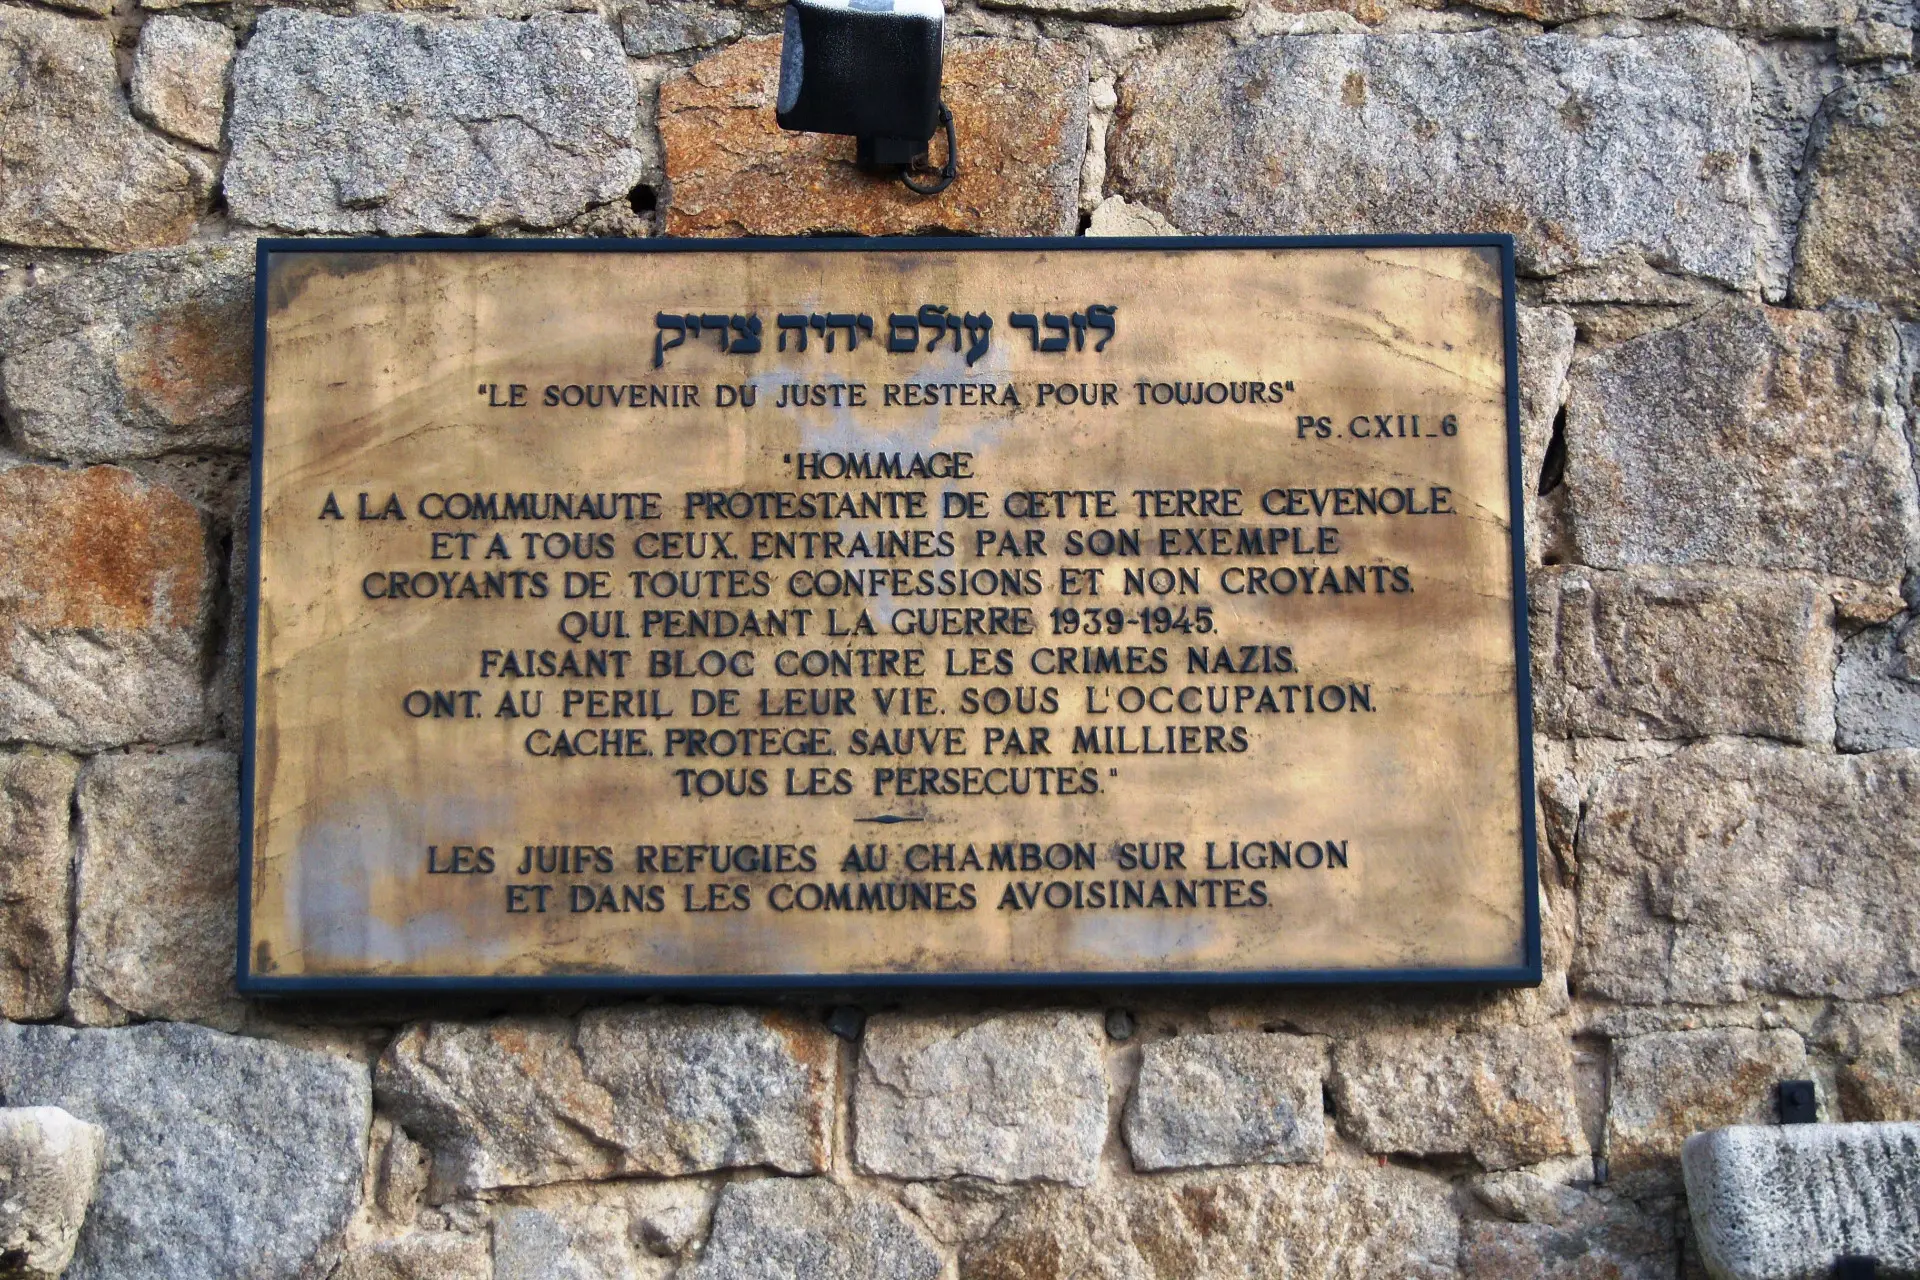 לזכר עולם יהיה צדיק
"LE SOUVENIR DU JUSTE RESTERA POUR TOUJOURS"
PS. CXII_6
"HOMMAGE
A LA COMMUNAUTE PROTESTANTE DE CETTE TERRE CEVENOLE,
ET A TOUS CEUX, ENTRAINES PAR SON EXEMPLE
CROYANTS DE TOUTES CONFESSIONS ET NON CROYANTS,
QUI, PENDANT LA GUERRE 1939-1945,
FAISANT BLOC CONTRE LES CRIMES NAZIS,
ONT, AU PERIL DE LEUR VIE, SOUS L'OCCUPATION,
CACHE, PROTEGE, SAUVE PAR MILLIERS
TOUS LES PERSECUTES."
LES JUIFS REFUGIES AU CHAMBON SUR LIGNON
ET DANS LES COMMUNES AVOISINANTES.